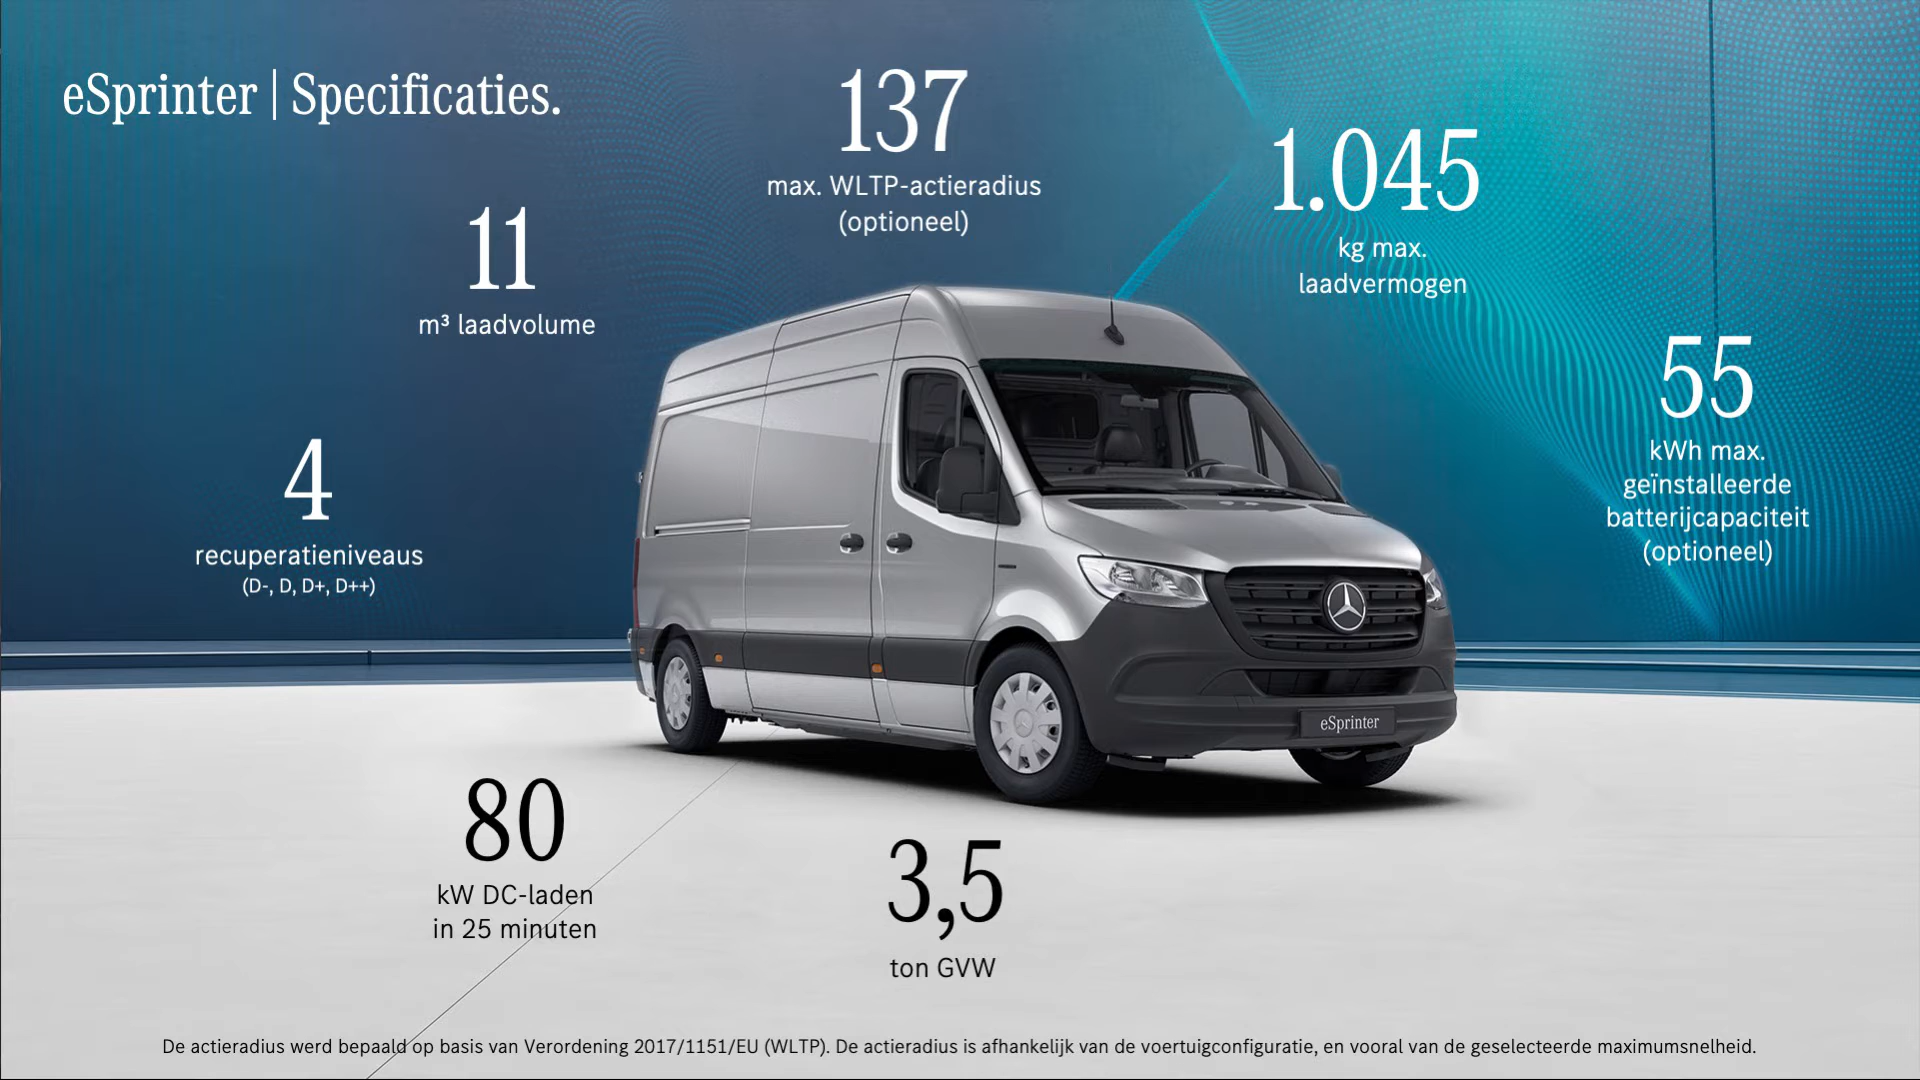 eSprinter | Specificaties.
137
max. WLTP-actieradius
(optioneel)
1.045
kg max.
laadvermogen
11
m³ laadvolume
55
kWh max.
geïnstalleerde
batterijcapaciteit
(optioneel)
4
recuperatieniveaus
(D-, D, D+, D++)
eSprinter
80
kW DC-laden
in 25 minuten
3,5
ton GVW
De actieradius werd bepaald op basis van Verordening 2017/1151/EU (WLTP). De actieradius is afhankelijk van de voertuigconfiguratie, en vooral van de geselecteerde maximumsnelheid.